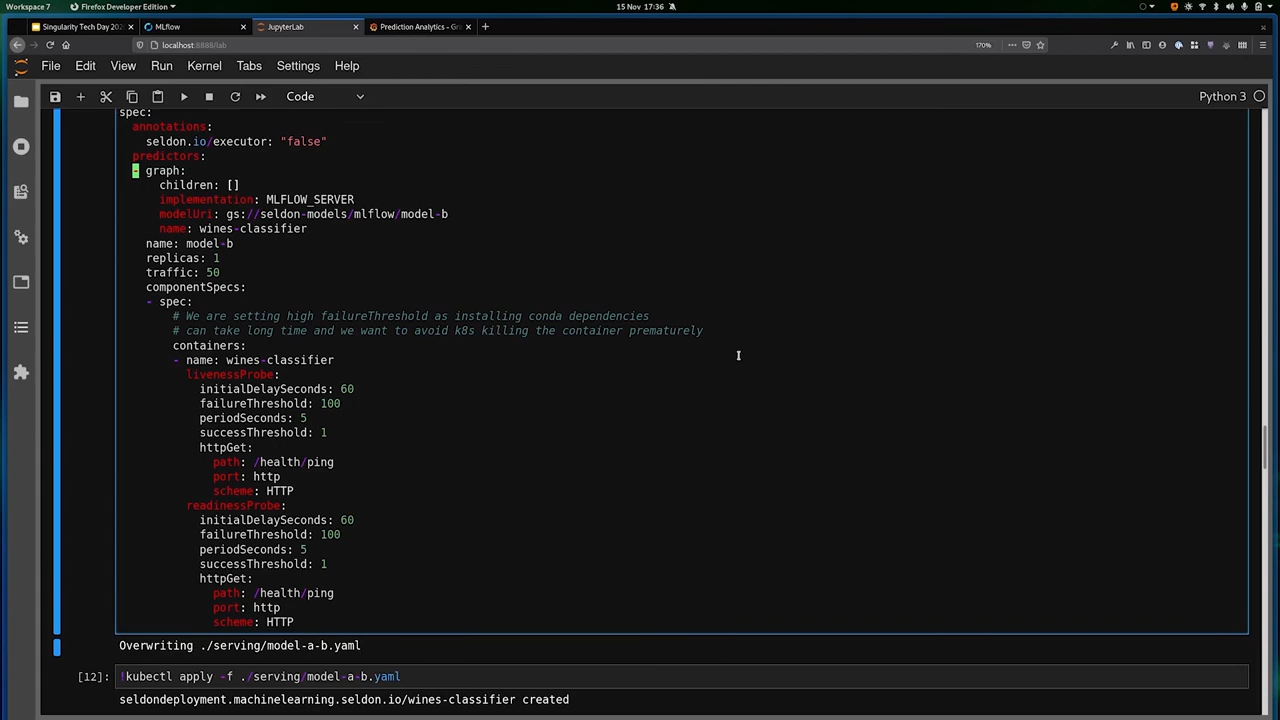 Workspace 7
Firefox Developer Edition
15 Nov 17:36
Singularity Tech Day 202
MLflow
JupyterLab
Prediction Analytics - Gra
localhost:8888/lab
170%
File Edit View Run Kernel Tabs Settings Help
Code
Python 3
spec:
annotations:
seldon.io/executor: "false"
predictors:
- graph:
children: []
implementation: MLFLOW_SERVER
modelUri: gs://seldon-models/mlflow/model-b
name: wines-classifier
name: model-b
replicas: 1
traffic: 50
componentSpecs:
- spec:
# We are setting high failureThreshold as installing conda dependencies
# can take long time and we want to avoid k8s killing the container prematurely
containers:
- name: wines-classifier
livenessProbe:
initialDelaySeconds: 60
failureThreshold: 100
periodSeconds: 5
successThreshold: 1
httpGet:
path: /health/ping
port: http
scheme: HTTP
readinessProbe:
initialDelaySeconds: 60
failureThreshold: 100
periodSeconds: 5
successThreshold: 1
httpGet:
path: /health/ping
port: http
scheme: HTTP
Overwriting ./serving/model-a-b.yaml
[12]: !kubectl apply -f ./serving/model-a-b.yaml
seldondeployment.machinelearning.seldon.io/wines-classifier created